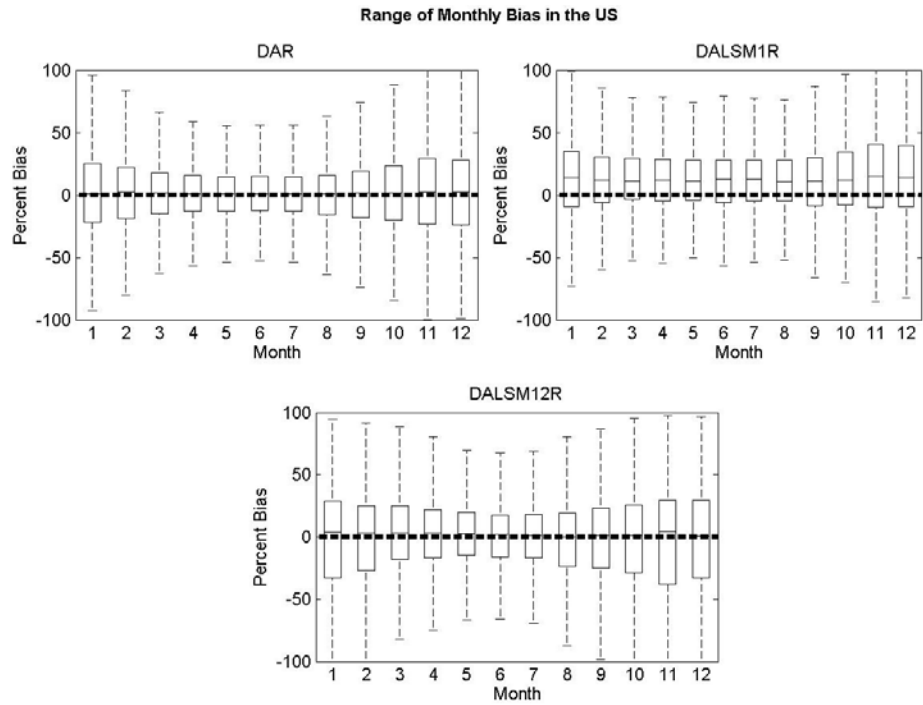 Range of Monthly Bias in the US
DAR
DALSM1R
100
50
0
-50
-100
Percent Bias
1 2 3 4 5 6 7 8 9 10 11 12
Month
100
50
0
-50
-100
Percent Bias
1 2 3 4 5 6 7 8 9 10 11 12
Month
DALSM12R
100
50
0
-50
-100
Percent Bias
1 2 3 4 5 6 7 8 9 10 11 12
Month